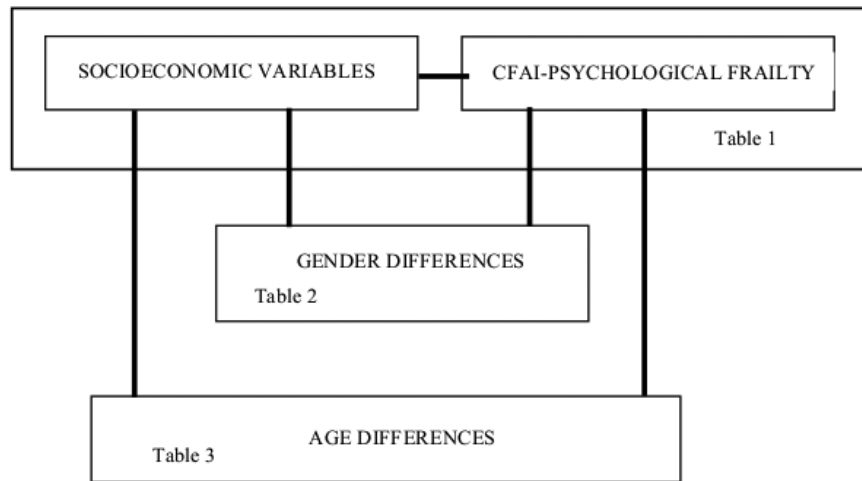 SOCIOECONOMIC VARIABLES
CFAI-PSYCHOLOGICAL FRAILTY
Table 1
GENDER DIFFERENCES
Table 2
AGE DIFFERENCES
Table 3